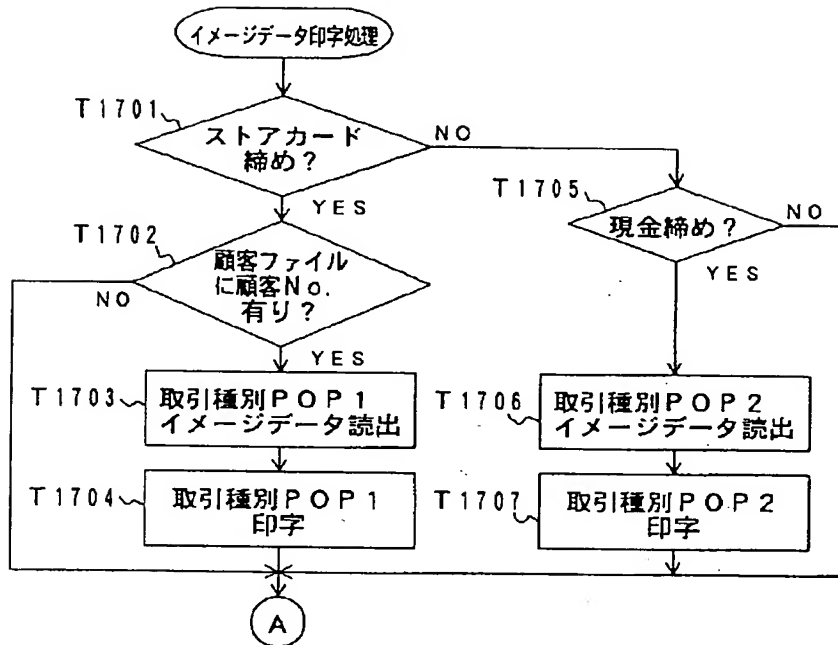 イメージデータ印字処理
T1701
ストアカード
締め?
NO
YES
T1705
現金締め?
NO
YES
T1702
顧客ファイル
に顧客No.
有り?
NO
YES
T1703
取引種別POP1
イメージデータ読出
T1706
取引種別POP2
イメージデータ読出
T1704
取引種別POP1
印字
T1707
取引種別POP2
印字
A